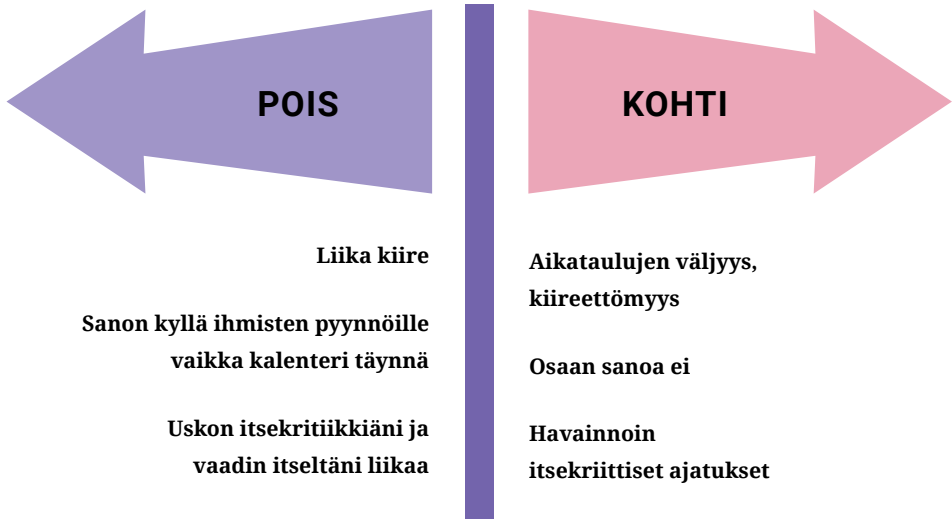 POIS
Liika kiire
Sanon kyllä ihmisten pyynnöille
vaikka kalenteri täynnä
Uskon itsekritiikkiäni ja
vaadin itseltäni liikaa
KOHTI
Aikataulujen väljyys,
kiireettömyys
Osaan sanoa ei
Havainnoin
itsekriittiset ajatukset